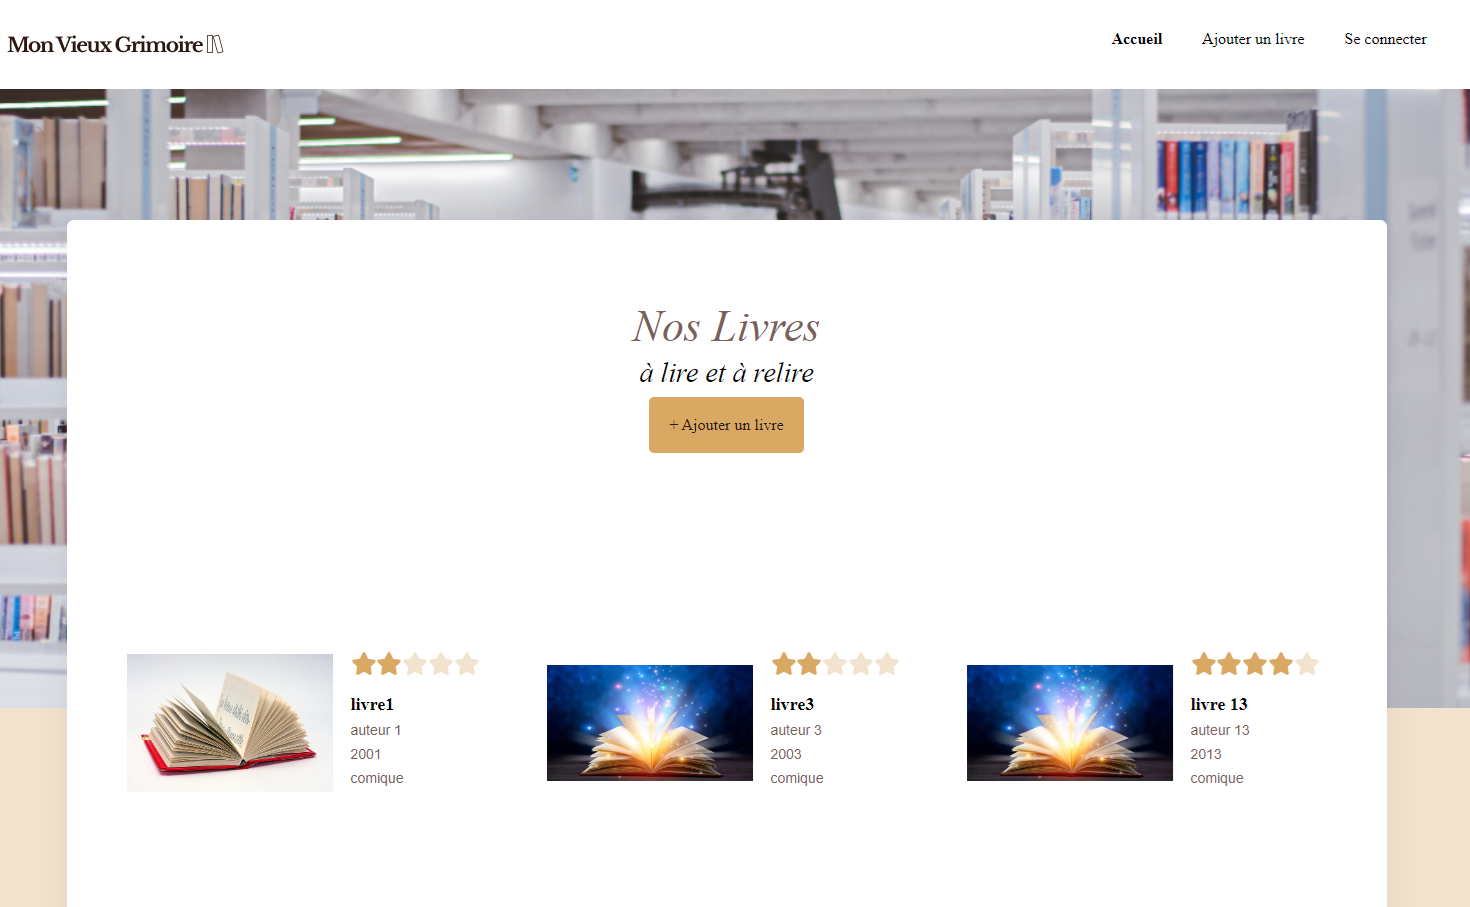 Mon Vieux Grimoire
Accueil
Ajouter un livre
Se connecter
Nos Livres
à lire et à relire
+ Ajouter un livre
livre1
auteur 1
2001
comique
livre3
auteur 3
2003
comique
livre 13
auteur 13
2013
comique